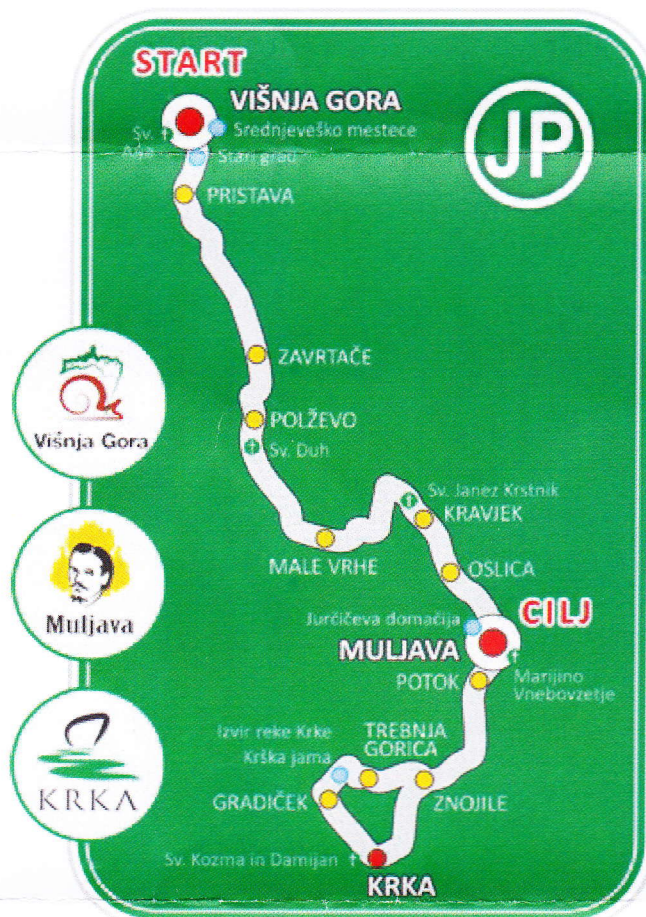 START
VIŠNJA GORA
JP
Sv.
Ana
Srednjeveško mestece
Stari grad
PRISTAVA
ZAVRTAČE
Višnja Gora
POLŽEVO
Sv. Duh
Sv. Janez Krstnik
KRAVJEK
MALE VRHE
OSLICA
Muljava
Jurčičeva domačija
CILJ
MULJAVA
POTOK
Marijino
Vnebovzetje
Izvir reke Krke
Krška jama
TREBNJA
GORICA
KRKA
GRADIČEK
ZNOJILE
Sv. Kozma in Damijan
KRKA